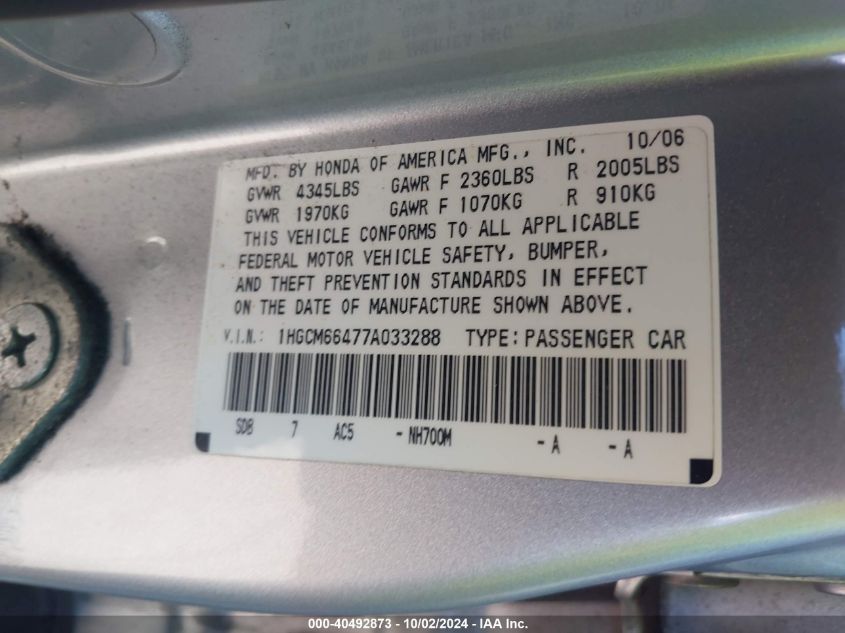 MFD. BY HONDA OF AMERICA MFG., INC. 10/06
GVWR 4345LBS GAWR F 2360LBS R 2005LBS
GVWR 1970KG GAWR F 1070KG R 910KG
THIS VEHICLE CONFORMS TO ALL APPLICABLE
FEDERAL MOTOR VEHICLE SAFETY, BUMPER,
AND THEFT PREVENTION STANDARDS IN EFFECT
ON THE DATE OF MANUFACTURE SHOWN ABOVE.
V.I.N.: 1HGCM66477A033288 TYPE: PASSENGER CAR
SDB 7 AC5 - NH700M - A - A
000-40492873 - 10/02/2024 - IAA Inc.